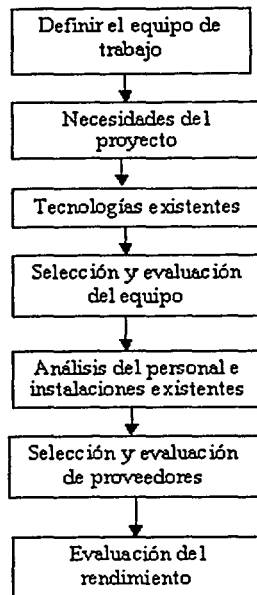 Definir el equipo de
trabajo
Necesidades del
proyecto
Tecnologías existentes
Selección y evaluación
del equipo
Análisis del personal e
instalaciones existentes
Selección y evaluación
de proveedores
Evaluación del
rendimiento